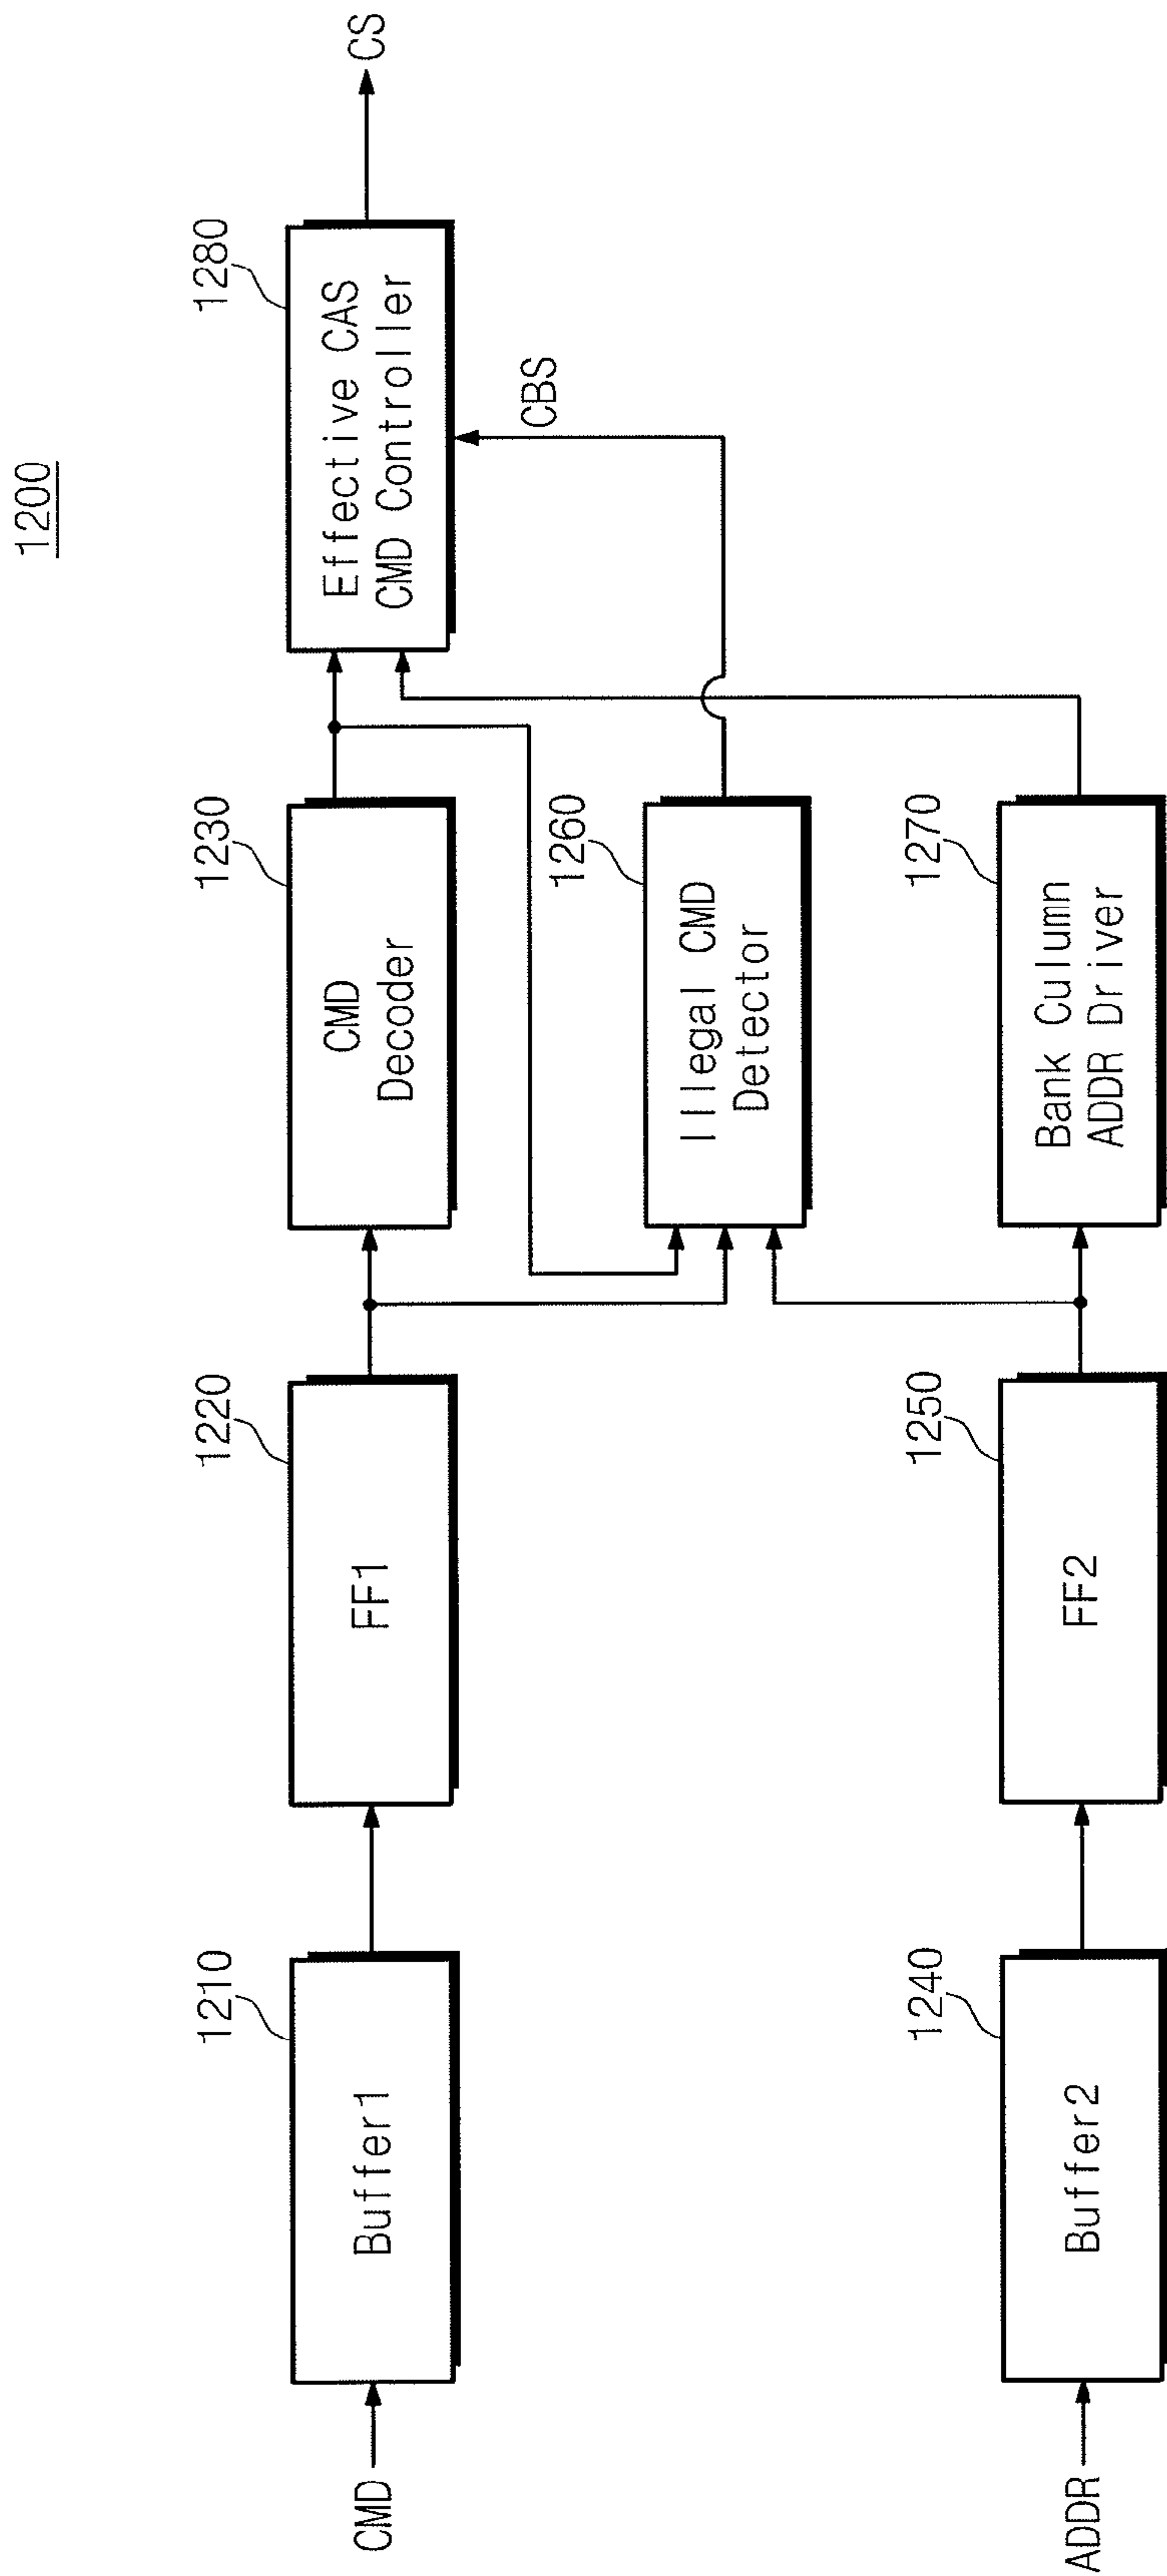 1200
CMD
1210
Buffer1
1220
FF1
1230
CMD
Decoder
1280
Effective CAS
CMD Controller
CS
1260
Illegal CMD
Detector
CBS
ADDR
1240
Buffer2
1250
FF2
1270
Bank Culumn
ADDR Driver